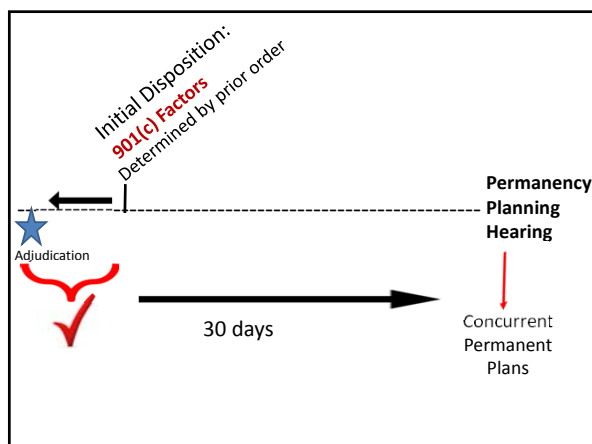 Initial Disposition:
901(c) Factors
Determined by prior order
Permanency
Planning
Hearing
Adjudication
30 days
Concurrent
Permanent
Plans